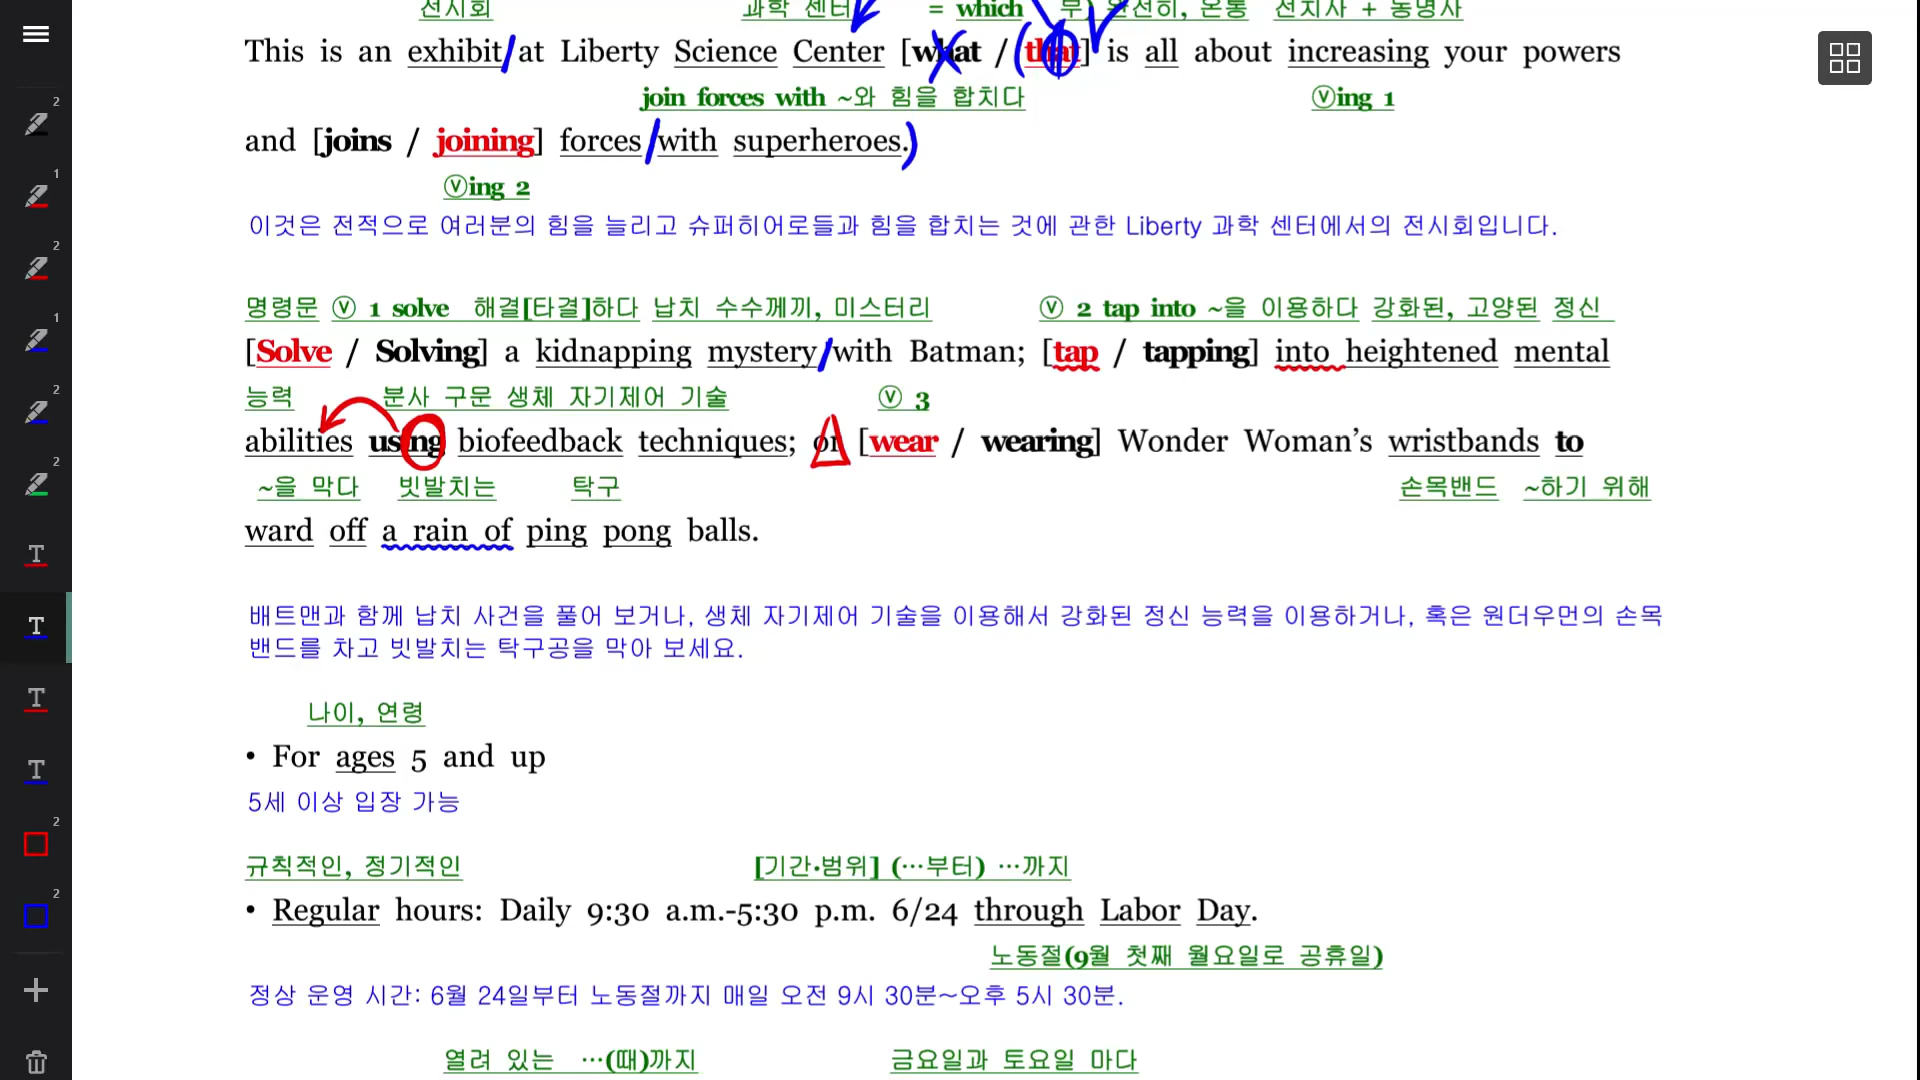 전시회 과학 센터 = which 부) 완전히, 온통 전치사 + 동명사
This is an exhibit/at Liberty Science Center [what / (that] is all about increasing your powers
join forces with ~와 힘을 합치다 ⓥing 1
and [joins / joining] forces/with superheroes.)
ⓥing 2
이것은 전적으로 여러분의 힘을 늘리고 슈퍼히어로들과 힘을 합치는 것에 관한 Liberty 과학 센터에서의 전시회입니다.
명령문 ⓥ 1 solve 해결[타결]하다 납치 수수께끼, 미스터리 ⓥ 2 tap into ~을 이용하다 강화된, 고양된 정신
[Solve / Solving] a kidnapping mystery/with Batman; [tap / tapping] into heightened mental
능력 분사 구문 생체 자기제어 기술 ⓥ 3
abilities using biofeedback techniques; or [wear / wearing] Wonder Woman's wristbands to
~을 막다 빗발치는 탁구 손목밴드 ~하기 위해
ward off a rain of ping pong balls.
배트맨과 함께 납치 사건을 풀어 보거나, 생체 자기제어 기술을 이용해서 강화된 정신 능력을 이용하거나, 혹은 원더우먼의 손목
밴드를 차고 빗발치는 탁구공을 막아 보세요.
나이, 연령
• For ages 5 and up
5세 이상 입장 가능
규칙적인, 정기적인 [기간·범위] (…부터) …까지
• Regular hours: Daily 9:30 a.m.-5:30 p.m. 6/24 through Labor Day.
노동절(9월 첫째 월요일로 공휴일)
정상 운영 시간: 6월 24일부터 노동절까지 매일 오전 9시 30분~오후 5시 30분.
열려 있는 …(때)까지 금요일과 토요일 마다